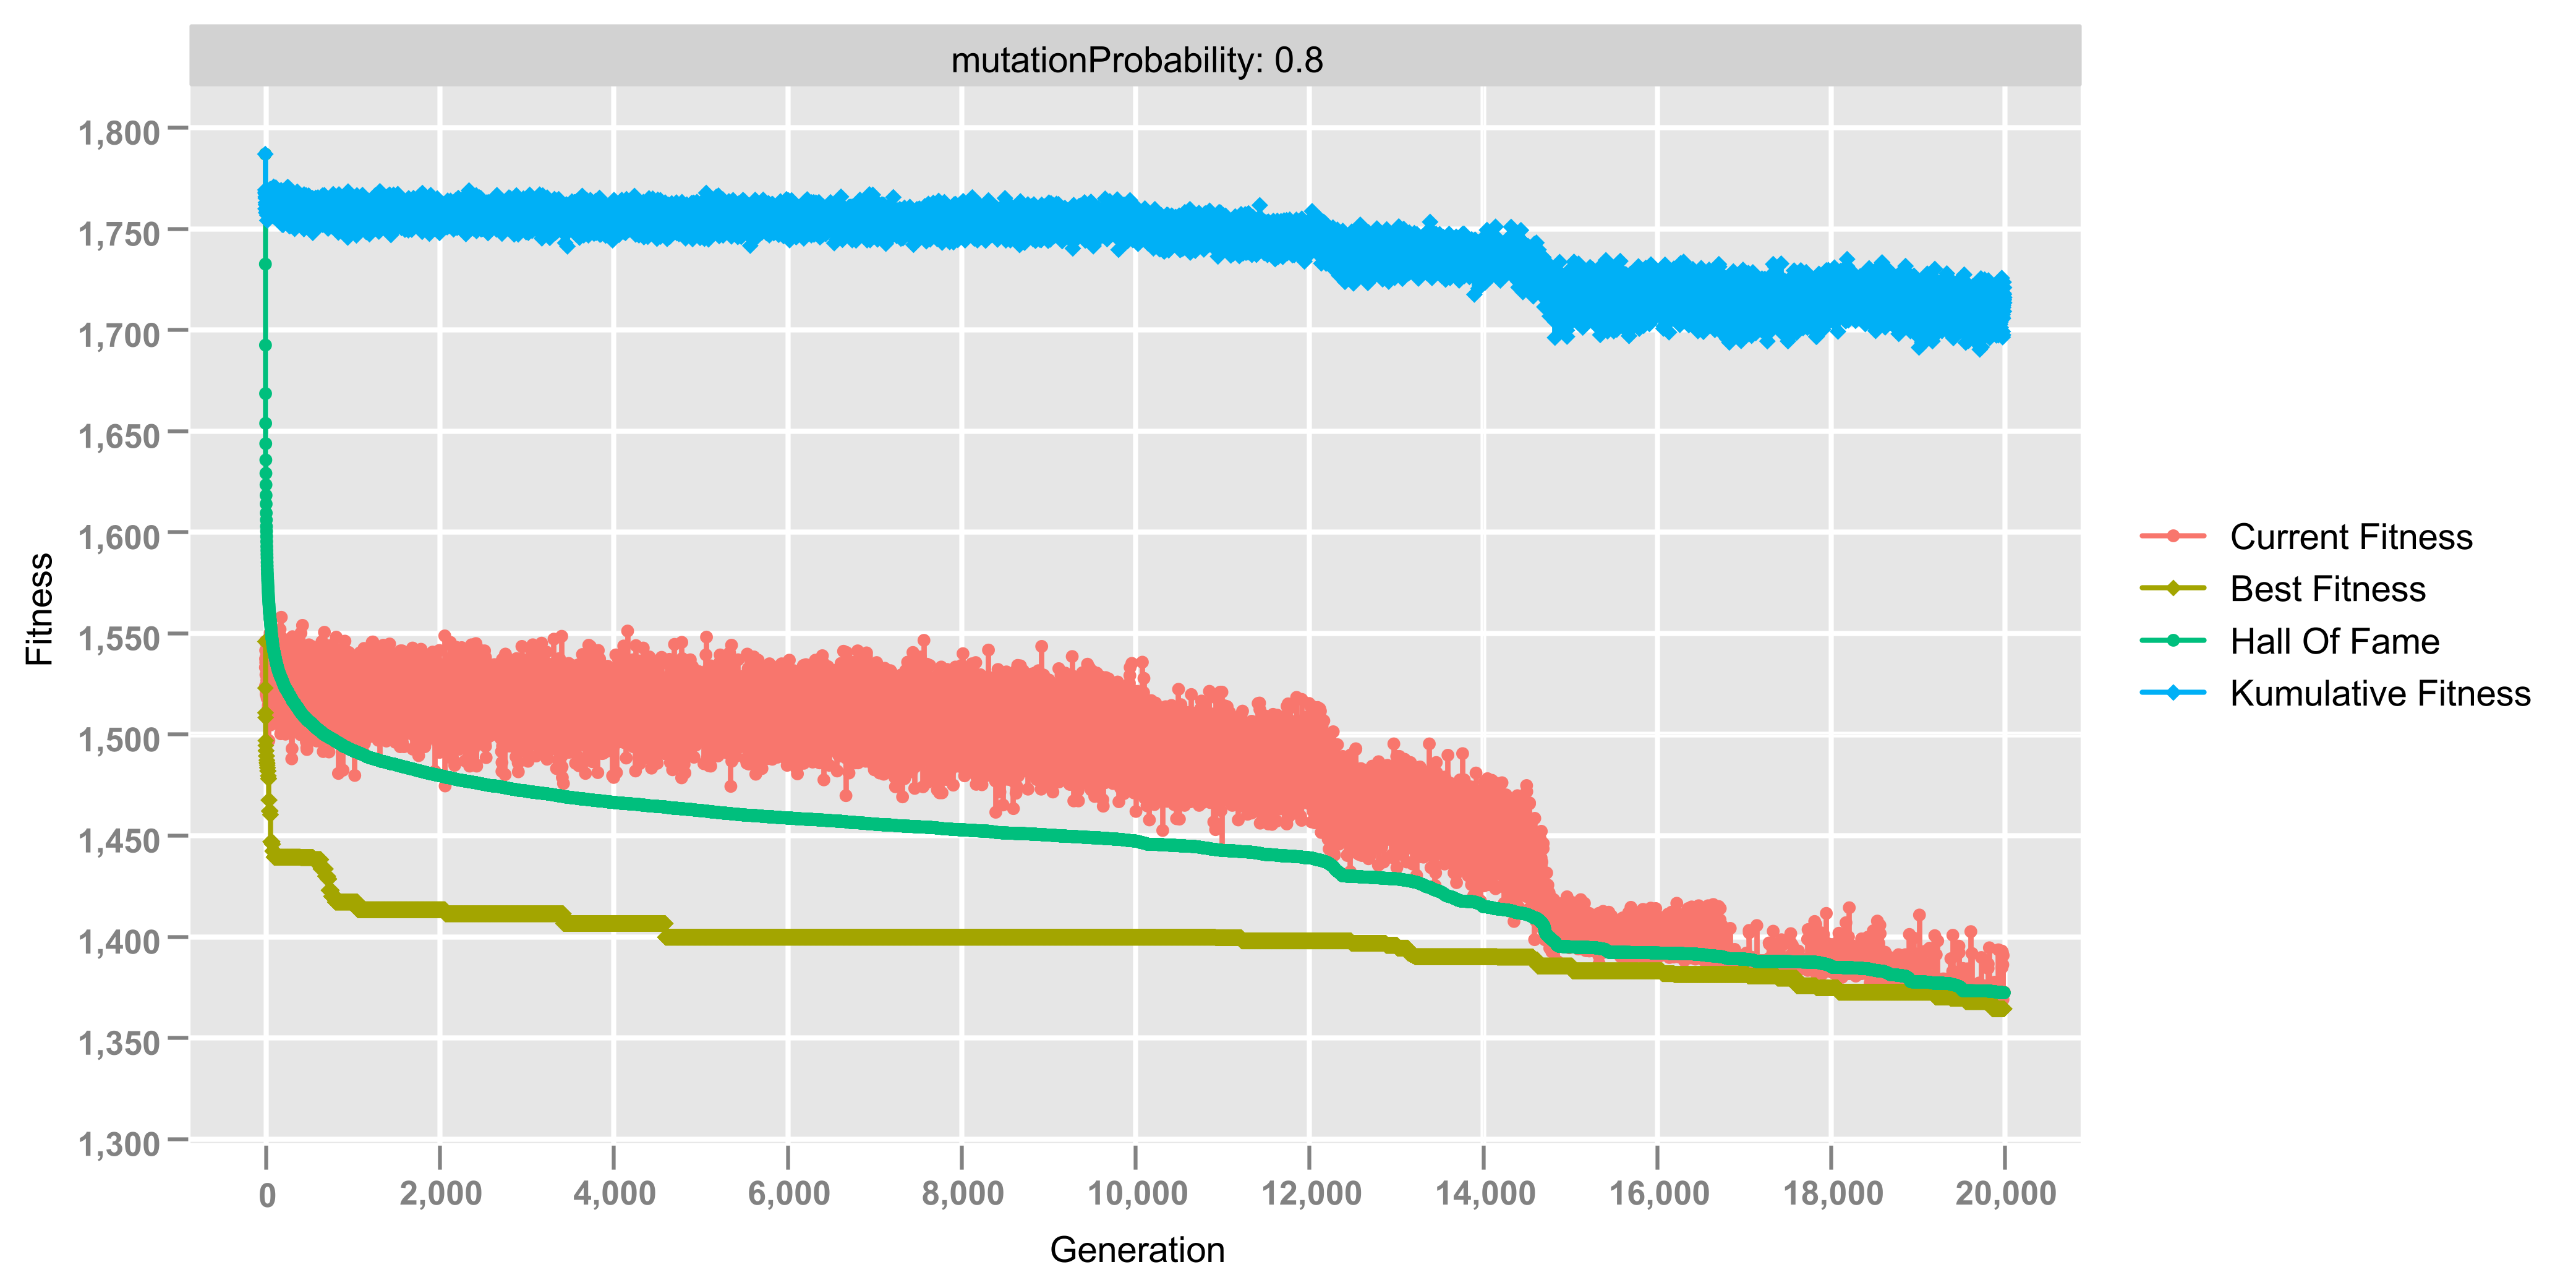 mutationProbability: 0.8
1,800
1,750
1,700
1,650
1,600
1,550
1,500
1,450
1,400
1,350
1,300
Fitness
0 2,000 4,000 6,000 8,000 10,000 12,000 14,000 16,000 18,000 20,000
Generation
Current Fitness
Best Fitness
Hall Of Fame
Kumulative Fitness